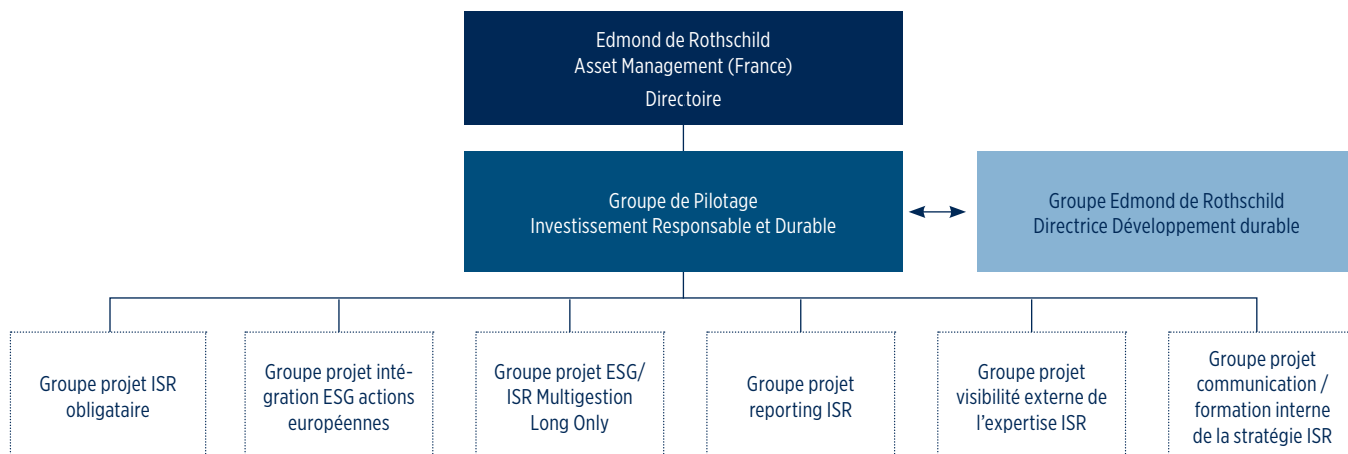 Edmond de Rothschild
Asset Management (France)
Directoire
Groupe de Pilotage
Investissement Responsable et Durable
Groupe Edmond de Rothschild
Directrice Développement durable
Groupe projet ISR
obligataire
Groupe projet inté-
gration ESG actions
européennes
Groupe projet ESG/
ISR Multigestion
Long Only
Groupe projet
reporting ISR
Groupe projet
visibilité externe de
l'expertise ISR
Groupe projet
communication /
formation interne
de la stratégie ISR